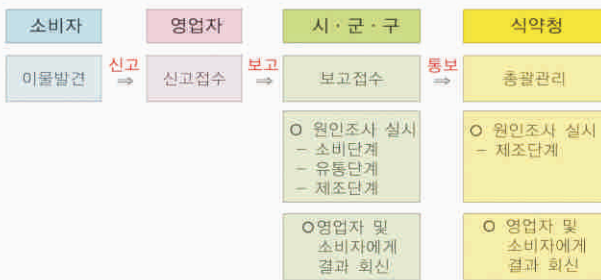 소비자
영업자
시·군·구
식약청
이물발견
신고
⇒
신고접수
보고
⇒
보고접수
통보
⇒
총괄관리
O 원인조사 실시
- 소비단계
- 유통단계
- 제조단계
O 원인조사 실시
- 제조단계
O영업자 및
소비자에게
결과 회신
O 영업자 및
소비자에게
결과 회신